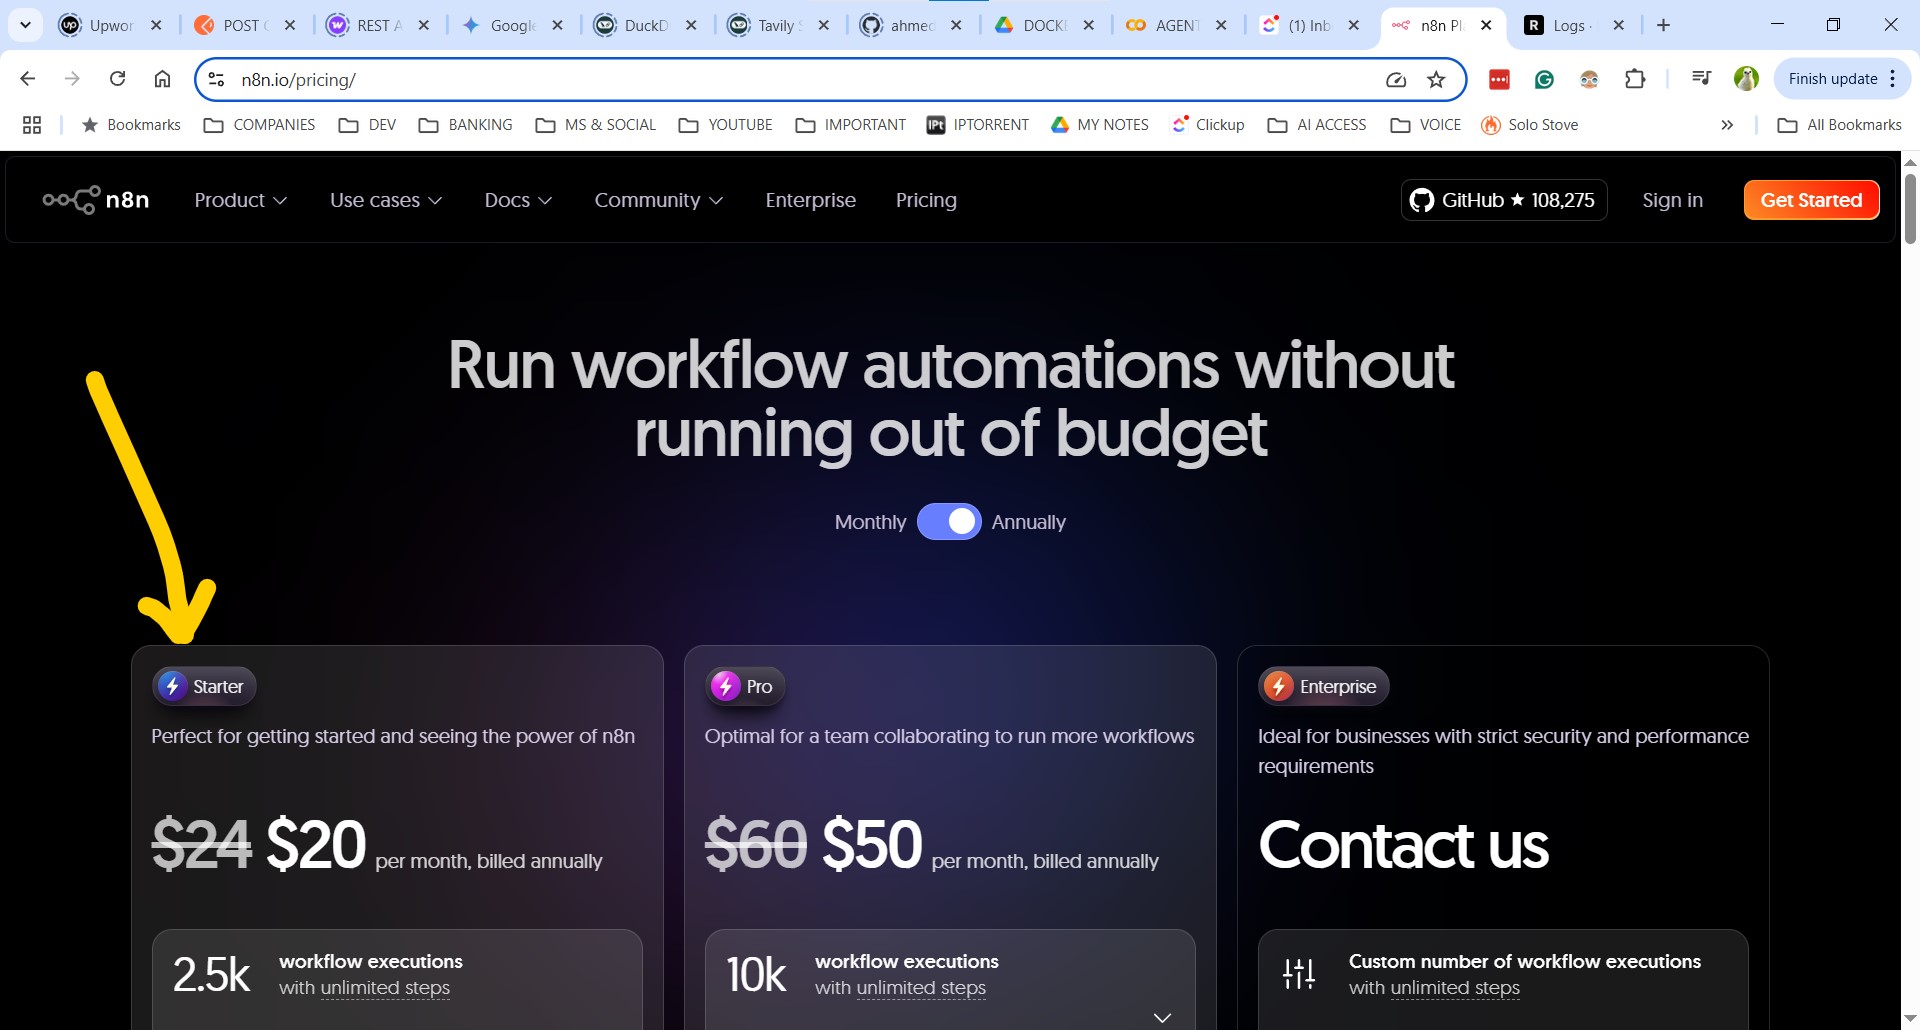 Upwor
POST C
REST A
Google
DuckD
Tavily S
ahmed
DOCKE
AGENT
(1) Inb
n8n Pl
Logs ·
n8n.io/pricing/
Finish update
Bookmarks
COMPANIES
DEV
BANKING
MS & SOCIAL
YOUTUBE
IMPORTANT
IPT
IPTORRENT
MY NOTES
Clickup
AI ACCESS
VOICE
Solo Stove
All Bookmarks
n8n
Product
Use cases
Docs
Community
Enterprise
Pricing
GitHub ★ 108,275
Sign in
Get Started
Run workflow automations without
running out of budget
Monthly
Annually
Starter
Perfect for getting started and seeing the power of n8n
$24 $20 per month, billed annually
2.5k
workflow executions
with unlimited steps
Pro
Optimal for a team collaborating to run more workflows
$60 $50 per month, billed annually
10k
workflow executions
with unlimited steps
Enterprise
Ideal for businesses with strict security and performance
requirements
Contact us
Custom number of workflow executions
with unlimited steps